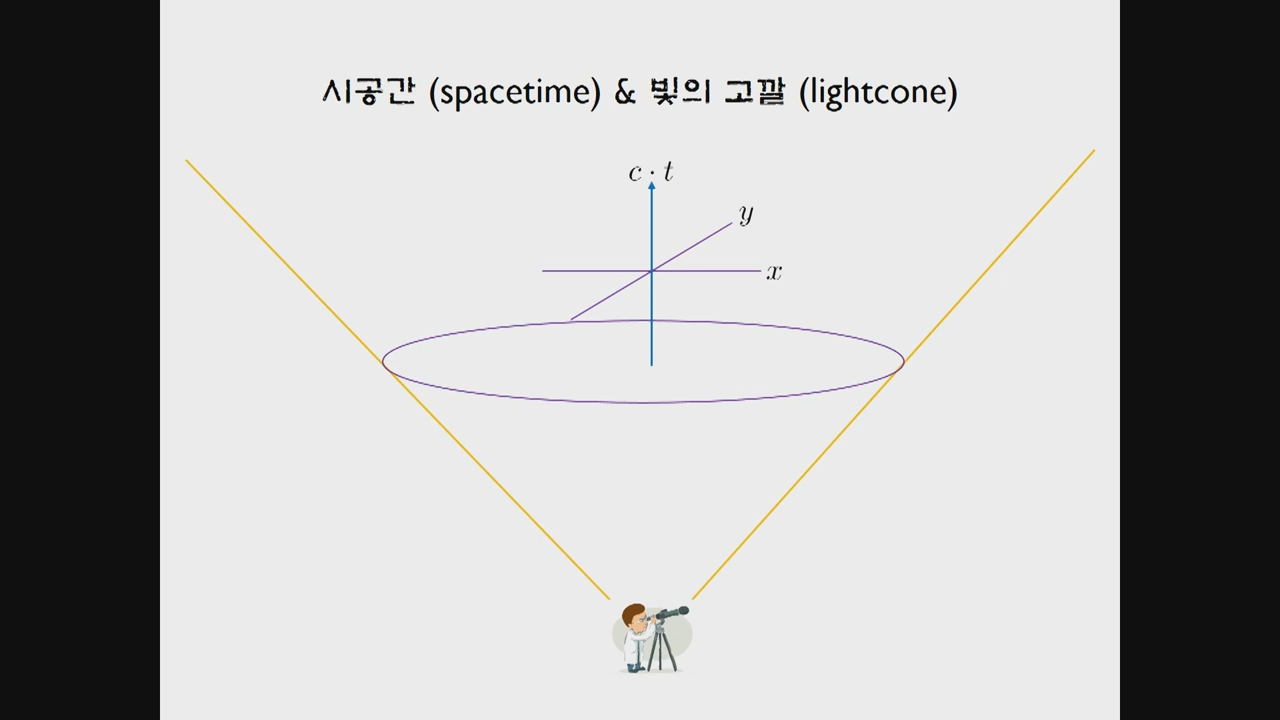 시공간 (spacetime) & 빛의 고깔 (lightcone)
c · t
y
x